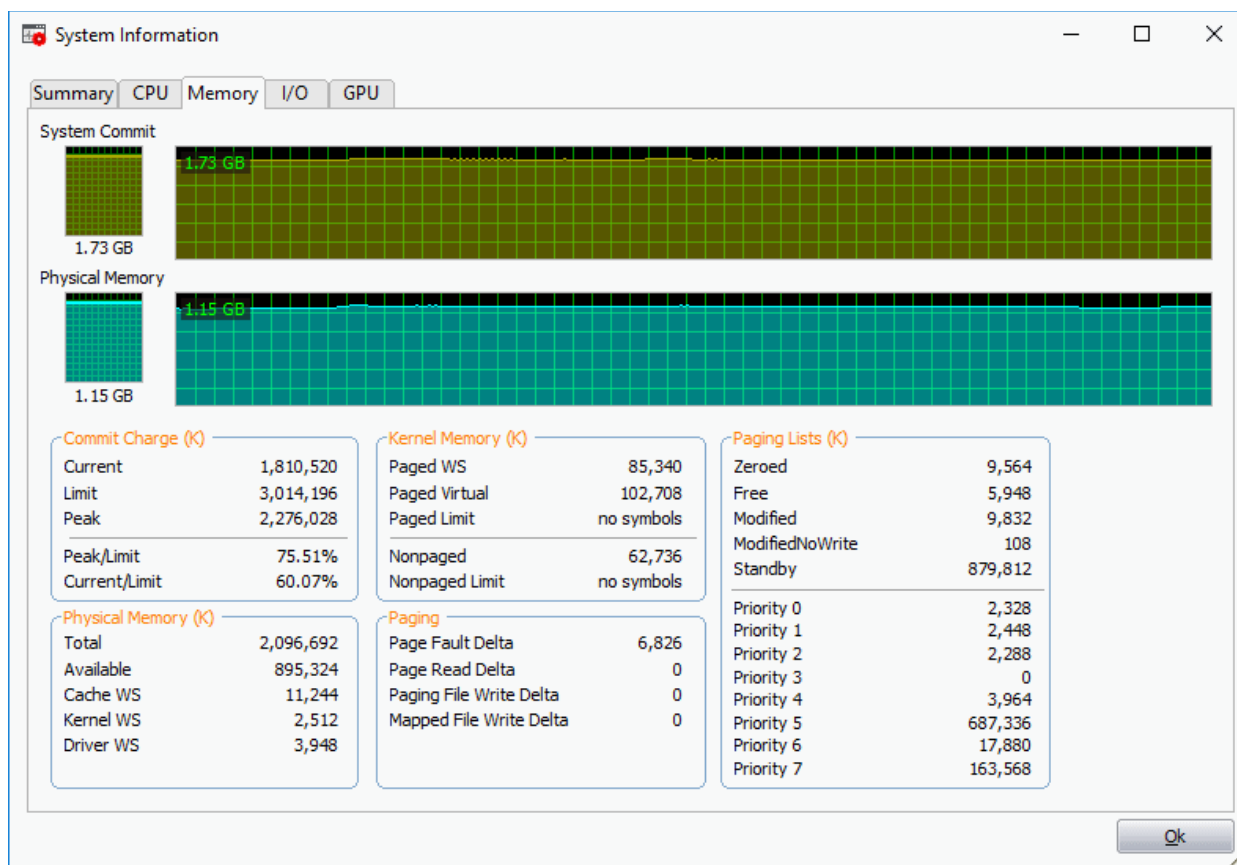 System Information
Summary CPU Memory I/O GPU
System Commit
1.73 GB
1.73 GB
Physical Memory
1.15 GB
1.15 GB
Commit Charge (K)
Current 1,810,520
Limit 3,014,196
Peak 2,276,028
Peak/Limit 75.51%
Current/Limit 60.07%
Physical Memory (K)
Total 2,096,692
Available 895,324
Cache WS 11,244
Kernel WS 2,512
Driver WS 3,948
Kernel Memory (K)
Paged WS 85,340
Paged Virtual 102,708
Paged Limit no symbols
Nonpaged 62,736
Nonpaged Limit no symbols
Paging
Page Fault Delta 6,826
Page Read Delta 0
Paging File Write Delta 0
Mapped File Write Delta 0
Paging Lists (K)
Zeroed 9,564
Free 5,948
Modified 9,832
ModifiedNoWrite 108
Standby 879,812
Priority 0 2,328
Priority 1 2,448
Priority 2 2,288
Priority 3 0
Priority 4 3,964
Priority 5 687,336
Priority 6 17,880
Priority 7 163,568
Ok